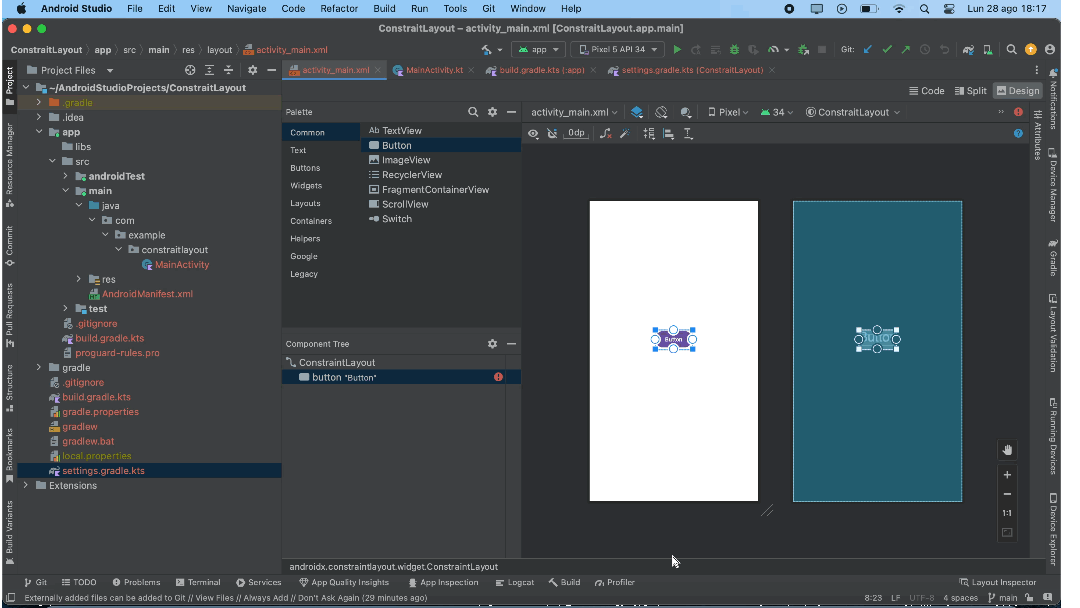 Android Studio File Edit View Navigate Code Refactor Build Run Tools Git Window Help Lun 28 ago 18:17
ConstraitLayout – activity_main.xml [ConstraitLayout.app.main]
ConstraitLayout app src main res layout activity_main.xml app Pixel 5 API 34 Git:
Project Files activity_main.xml MainActivity.kt build.gradle.kts (:app) settings.gradle.kts (ConstraitLayout)
Code Split Design
~/AndroidStudioProjects/ConstraitLayout
.gradle
.idea
app
libs
src
androidTest
main
java
com
example
constraitlayout
MainActivity
res
AndroidManifest.xml
test
.gitignore
build.gradle.kts
proguard-rules.pro
gradle
.gitignore
build.gradle.kts
gradle.properties
gradlew
gradlew.bat
local.properties
settings.gradle.kts
Extensions
Palette
Common
Text
Buttons
Widgets
Layouts
Containers
Helpers
Google
Legacy
Ab TextView
Button
ImageView
RecyclerView
FragmentContainerView
ScrollView
Switch
Component Tree
ConstraintLayout
button "Button"
activity_main.xml Pixel 34 ConstraitLayout
0dp
Button
Button
1:1
androidx.constraintlayout.widget.ConstraintLayout
Project
Resource Manager
Commit
Pull Requests
Structure
Bookmarks
Build Variants
Notifications
Attributes
Device Manager
Gradle
Layout Validation
Running Devices
Device Explorer
Git TODO Problems Terminal Services App Quality Insights App Inspection Logcat Build Profiler Layout Inspector
Externally added files can be added to Git // View Files // Always Add // Don't Ask Again (29 minutes ago) 8:23 LF UTF-8 4 spaces main